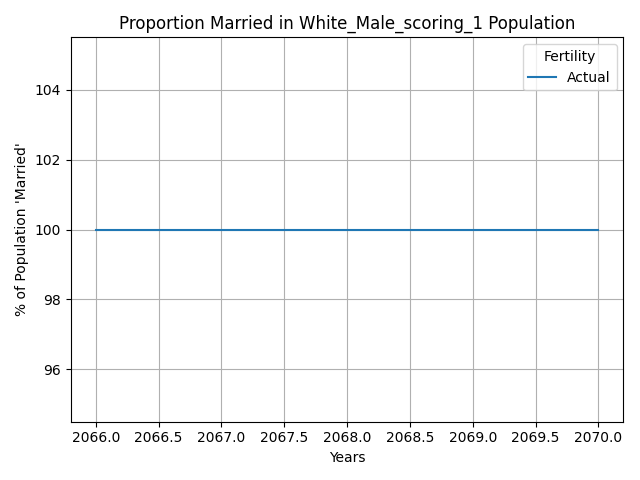 Proportion Married in White_Male_scoring_1 Population
Fertility
Actual
104
102
100
98
96
% of Population 'Married'
2066.0 2066.5 2067.0 2067.5 2068.0 2068.5 2069.0 2069.5 2070.0
Years